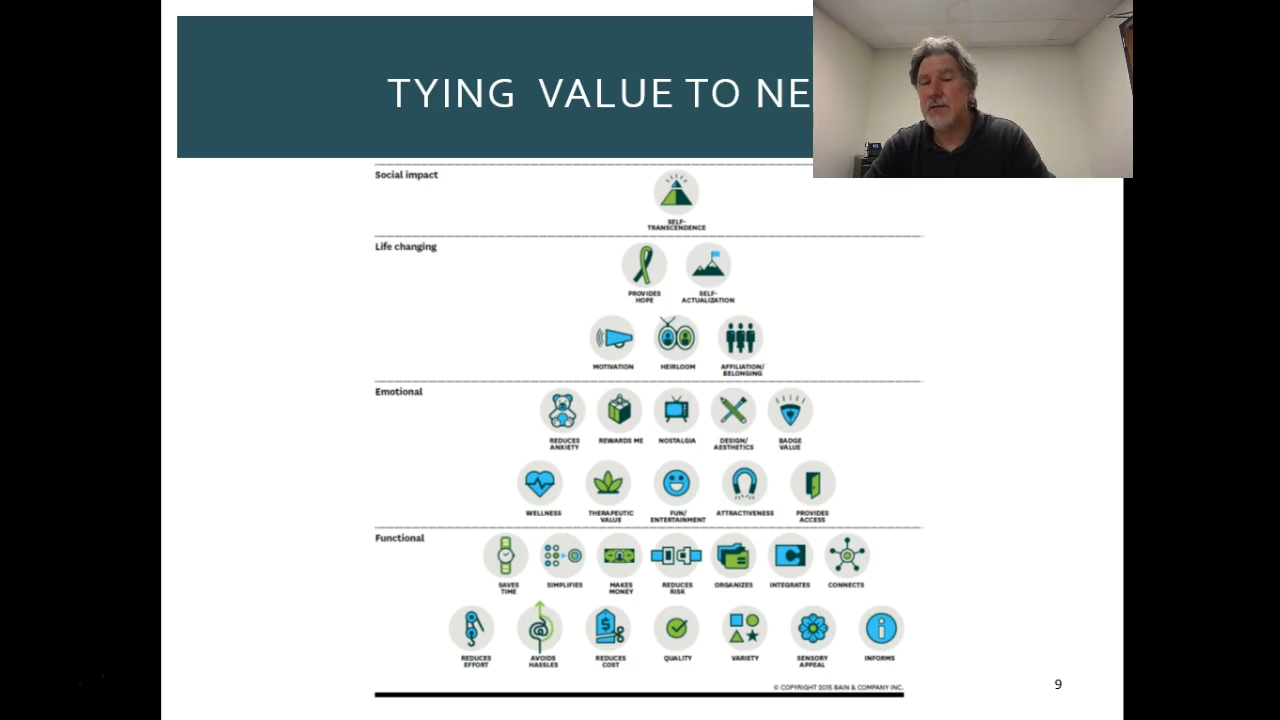 TYING VALUE TO NE
Social impact
SELF-
TRANSCENDENCE
Life changing
PROVIDES
HOPE
SELF-
ACTUALIZATION
MOTIVATION
HEIRLOOM
AFFILIATION/
BELONGING
Emotional
REDUCES
ANXIETY
REWARDS ME
NOSTALGIA
DESIGN/
AESTHETICS
BADGE
VALUE
WELLNESS
THERAPEUTIC
VALUE
FUN/
ENTERTAINMENT
ATTRACTIVENESS
PROVIDES
ACCESS
Functional
SAVES
TIME
SIMPLIFIES
MAKES
MONEY
REDUCES
RISK
ORGANIZES
INTEGRATES
CONNECTS
REDUCES
EFFORT
AVOIDS
HASSLES
$
REDUCES
COST
QUALITY
VARIETY
SENSORY
APPEAL
INFORMS
© COPYRIGHT 2015 BAIN & COMPANY INC.
9